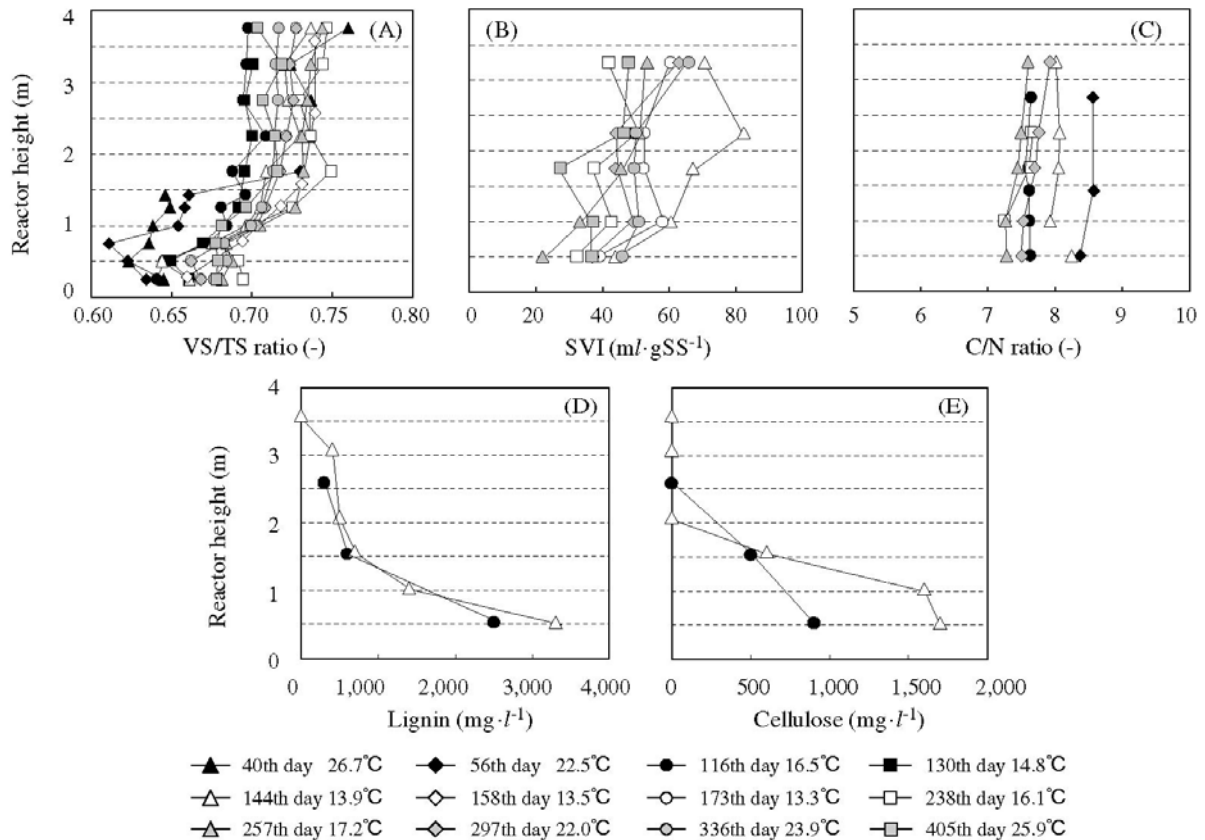 (A)
(B)
(C)
4
3
2
1
0
Reactor height (m)
0.60 0.65 0.70 0.75 0.80
VS/TS ratio (-)
0 20 40 60 80 100
SVI (ml·gSS-1)
5 6 7 8 9 10
C/N ratio (-)
(D)
(E)
4
3
2
1
0
Reactor height (m)
0 1,000 2,000 3,000 4,000
Lignin (mg·l-1)
0 500 1,000 1,500 2,000
Cellulose (mg·l-1)
40th day 26.7℃ 56th day 22.5℃ 116th day 16.5℃ 130th day 14.8℃
144th day 13.9℃ 158th day 13.5℃ 173th day 13.3℃ 238th day 16.1℃
257th day 17.2℃ 297th day 22.0℃ 336th day 23.9℃ 405th day 25.9℃